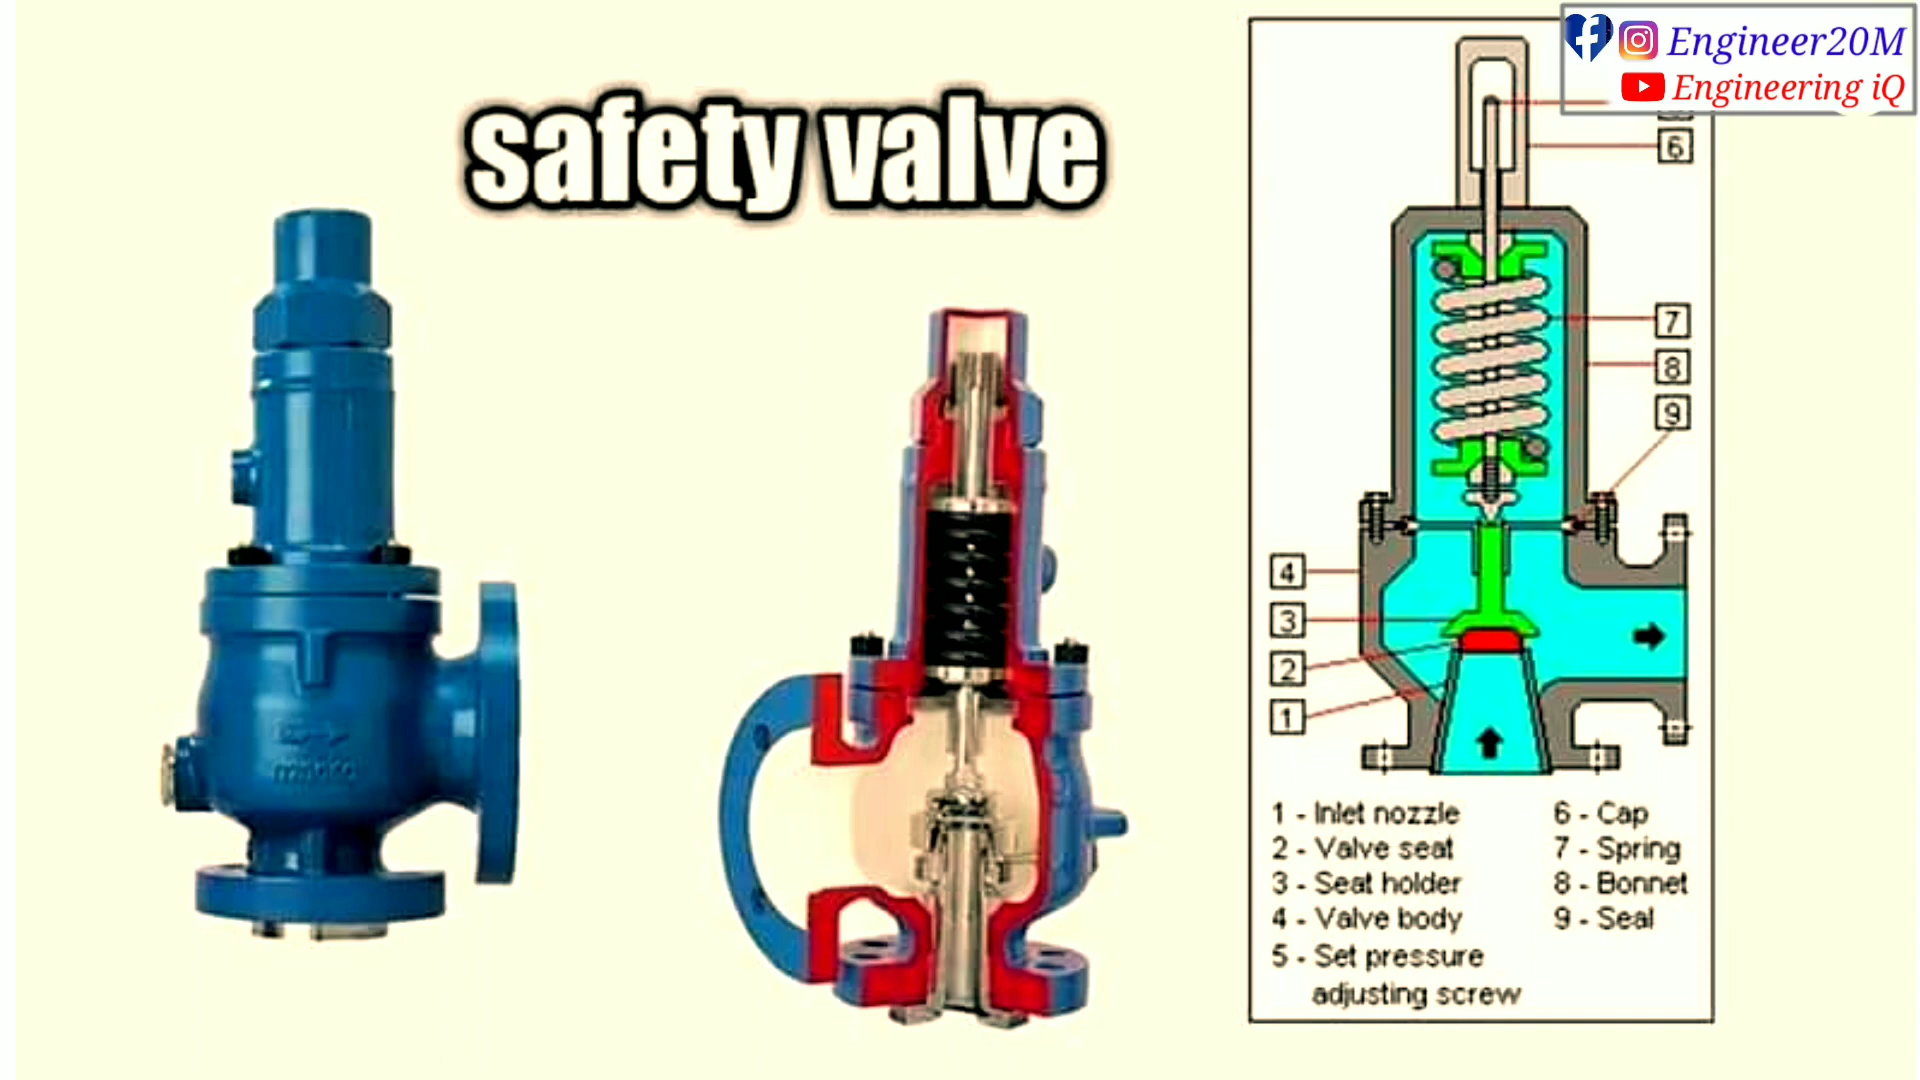 safety valve
Engineer20M
Engineering iQ
6
7
8
9
4
3
2
1
1 - Inlet nozzle
2 - Valve seat
3 - Seat holder
4 - Valve body
5 - Set pressure
adjusting screw
6 - Cap
7 - Spring
8 - Bonnet
9 - Seal